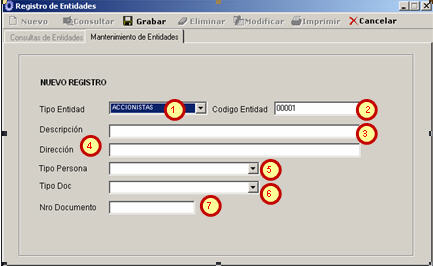 Registro de Entidades
Nuevo Consultar Grabar Eliminar Modificar Imprimir Cancelar
Consultas de Entidades Mantenimiento de Entidades
NUEVO REGISTRO
Tipo Entidad ACCIONISTAS 1 Codigo Entidad 00001 2
Descripción 3
Dirección 4
Tipo Persona 5
Tipo Doc 6
Nro Documento 7